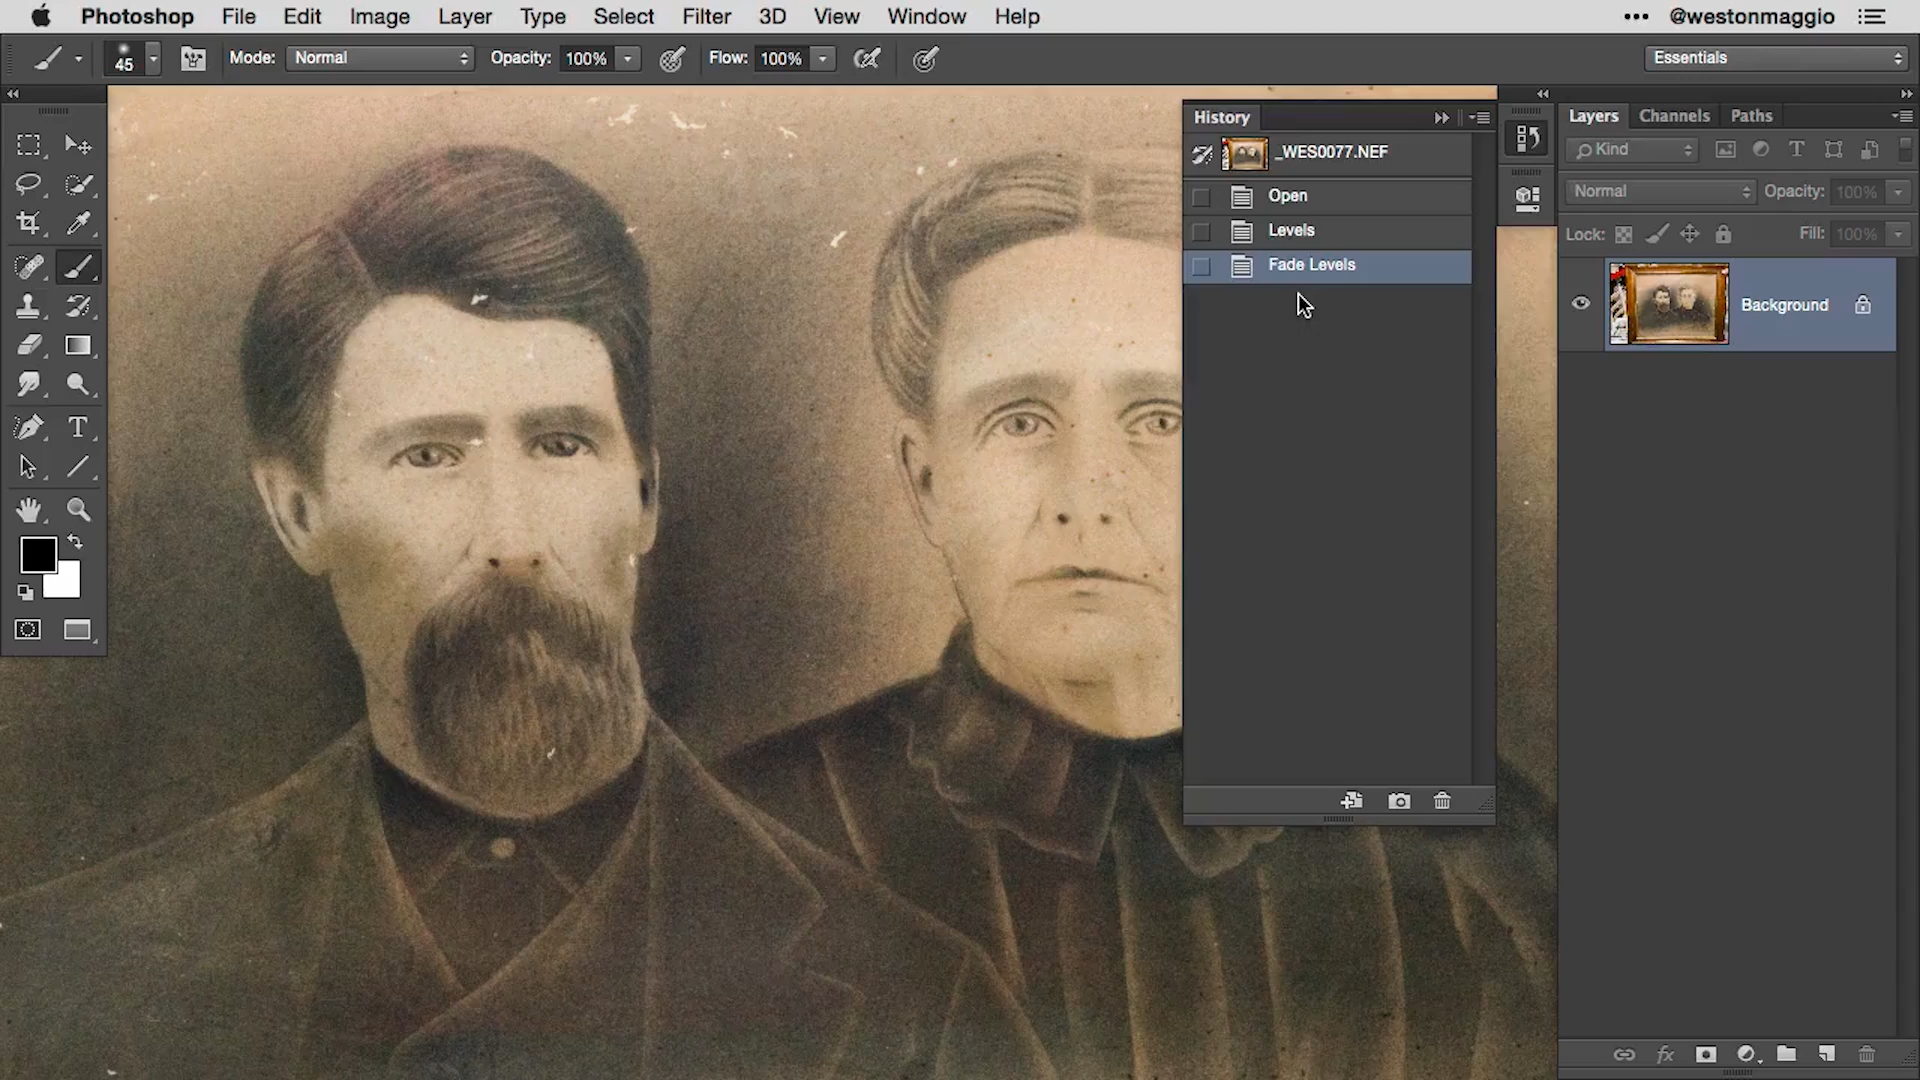 Photoshop File Edit Image Layer Type Select Filter 3D View Window Help ••• @westonmaggio
45 Mode: Normal Opacity: 100% Flow: 100% Essentials
History
_WES0077.NEF
Open
Levels
Fade Levels
Layers Channels Paths
Kind T
Normal Opacity: 100%
Lock: Fill: 100%
Background
T
fx